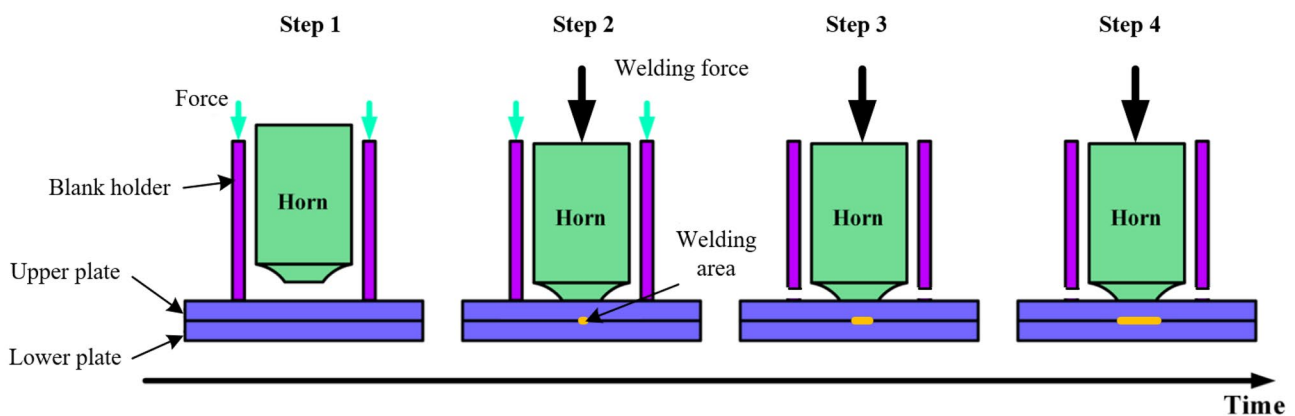 Step 1
Step 2
Step 3
Step 4
Welding force
Force
Blank holder
Horn
Horn
Horn
Horn
Welding
area
Upper plate
Lower plate
Time